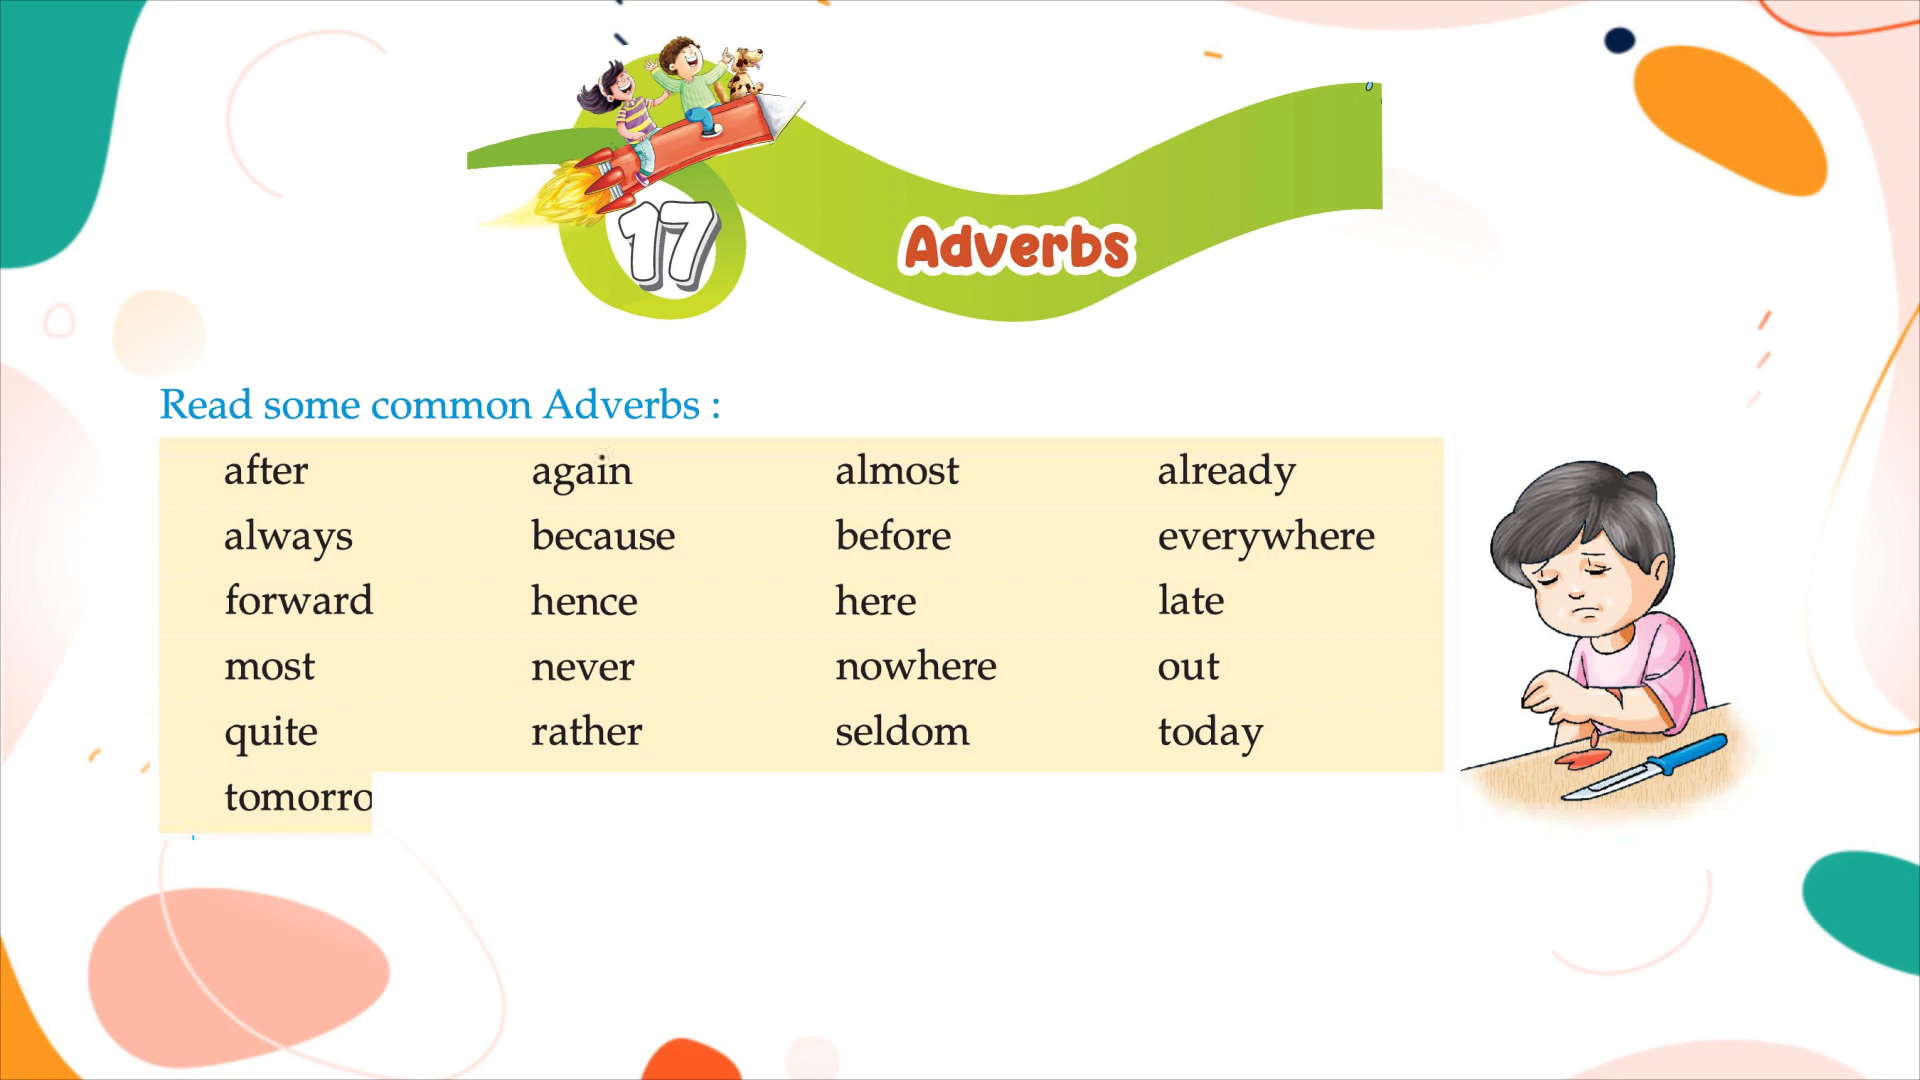 17
Adverbs
Read some common Adverbs :
after again almost already
always because before everywhere
forward hence here late
most never nowhere out
quite rather seldom today
tomorro